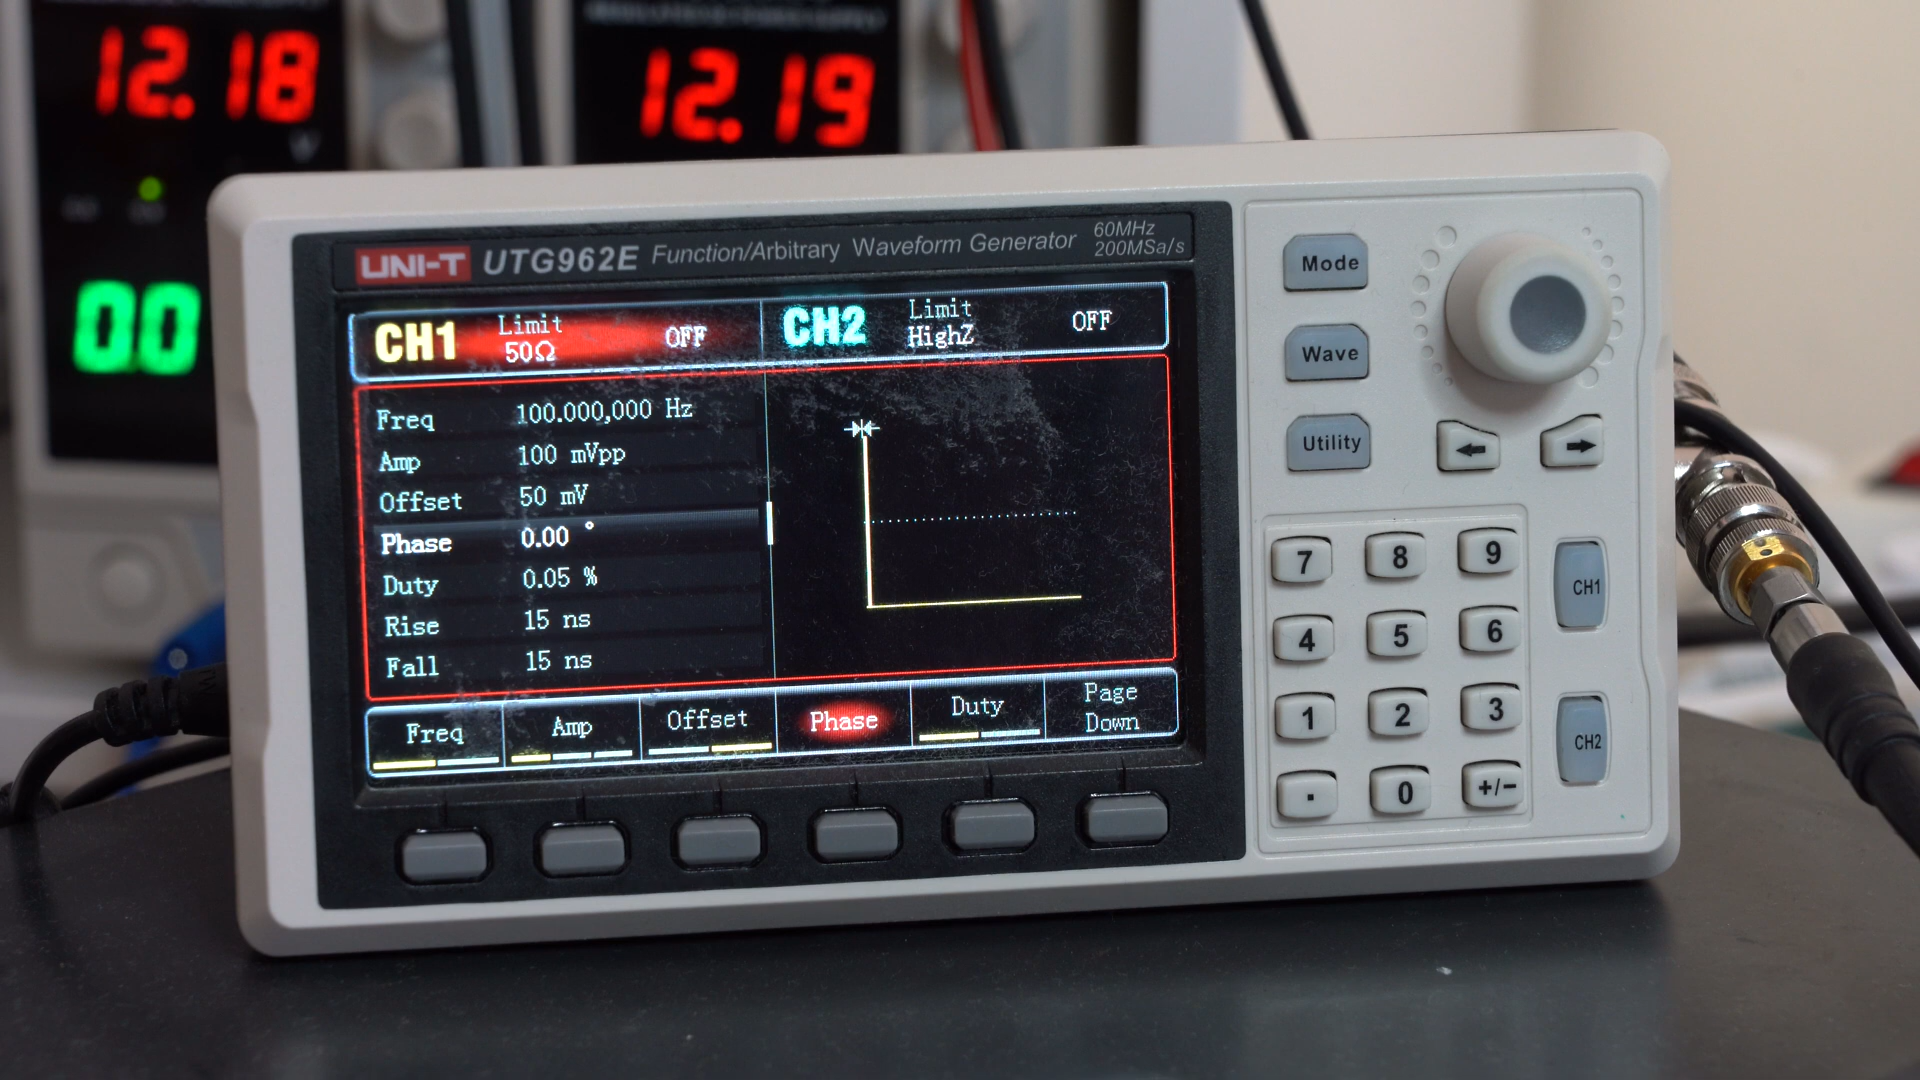 12.18
12.19
V
00
UNI-T UTG962E Function/Arbitrary Waveform Generator 60MHz
200MSa/s
CH1 Limit 50Ω OFF
CH2 Limit HighZ OFF
Freq 100.000,000 Hz
Amp 100 mVpp
Offset 50 mV
Phase 0.00 °
Duty 0.05 %
Rise 15 ns
Fall 15 ns
Freq Amp Offset Phase Duty Page Down
Mode
Wave
Utility
7 8 9
4 5 6
1 2 3
. 0 +/−
CH1
CH2